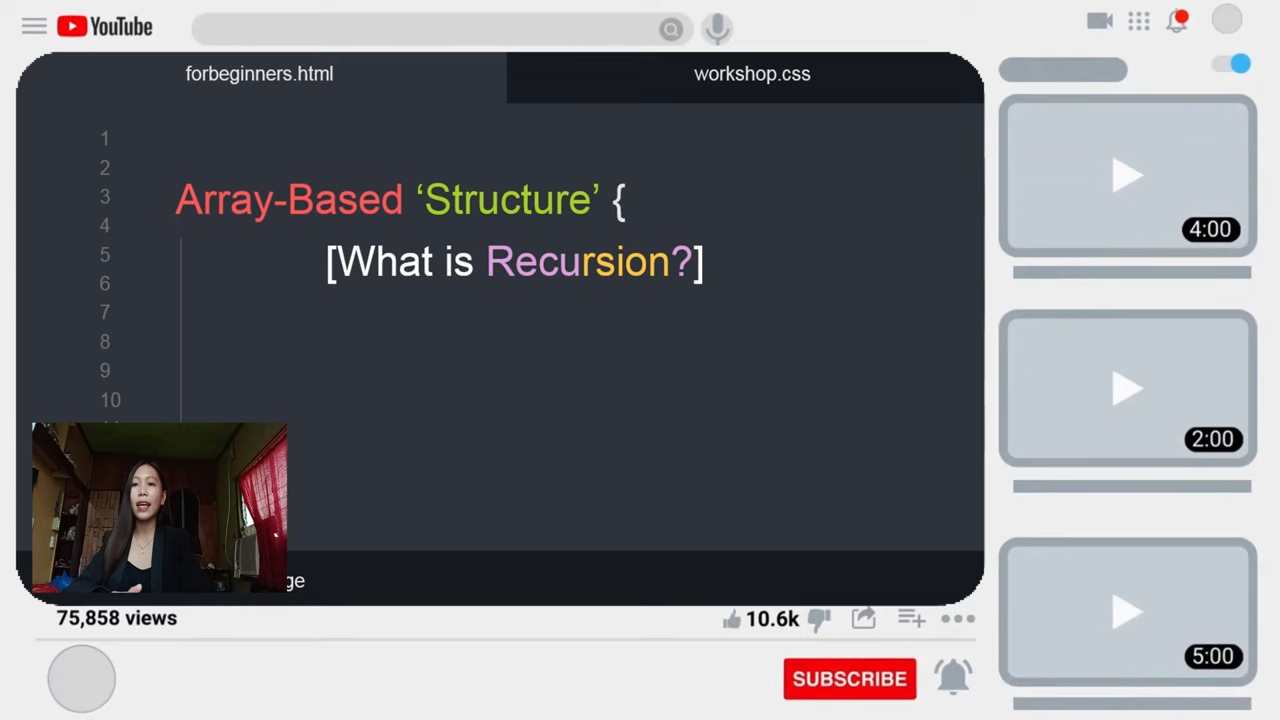 YouTube
forbeginners.html
workshop.css
1
2
3
4
5
6
7
8
9
10
Array-Based ‘Structure’ {
[What is Recursion?]
4:00
2:00
5:00
75,858 views
10.6k
SUBSCRIBE